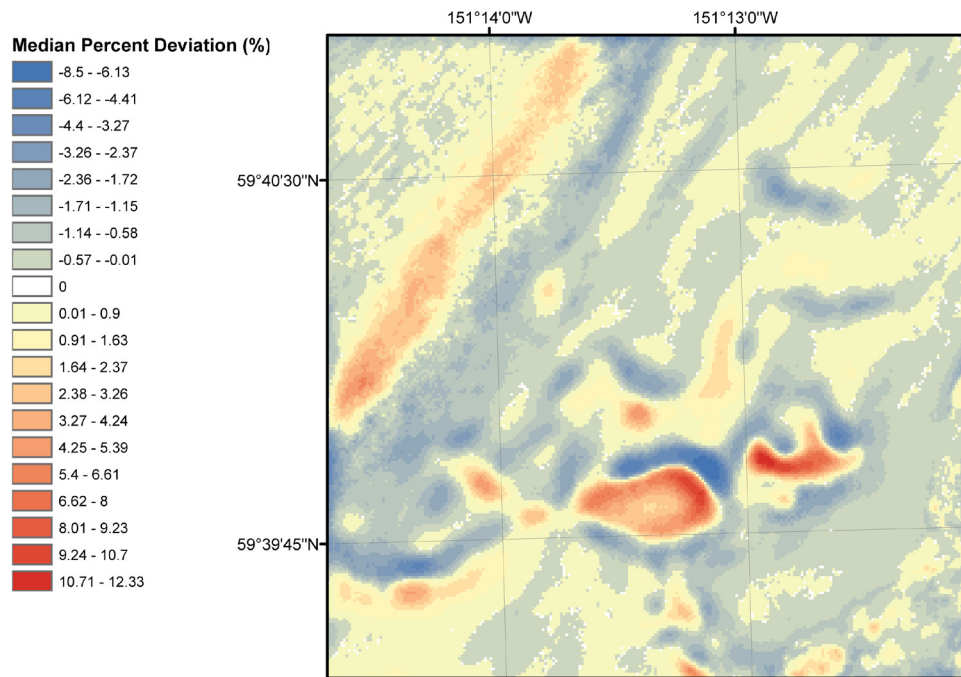 151°14'0"W
151°13'0"W
Median Percent Deviation (%)
-8.5 - -6.13
-6.12 - -4.41
-4.4 - -3.27
-3.26 - -2.37
-2.36 - -1.72
-1.71 - -1.15
-1.14 - -0.58
-0.57 - -0.01
0
0.01 - 0.9
0.91 - 1.63
1.64 - 2.37
2.38 - 3.26
3.27 - 4.24
4.25 - 5.39
5.4 - 6.61
6.62 - 8
8.01 - 9.23
9.24 - 10.7
10.71 - 12.33
59°40'30"N
59°39'45"N